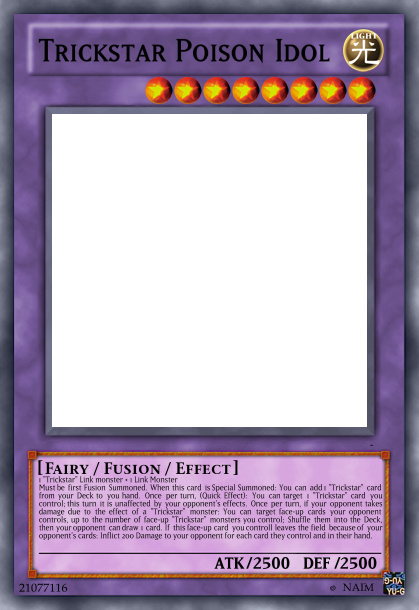 TRICKSTAR POISON IDOL
LIGHT
光
[FAIRY / FUSION / EFFECT]
1 "Trickstar" Link monster + 1 Link Monster
Must be first Fusion Summoned. When this card is Special Summoned: You can add 1 "Trickstar" card
from your Deck to you hand. Once per turn, (Quick Effect): You can target 1 "Trickstar" card you
control; this turn it is unaffected by your opponent's effects. Once per turn, if your opponent takes
damage due to the effect of a "Trickstar" monster: You can target face-up cards your opponent
controls, up to the number of face-up "Trickstar" monsters you control; Shuffle them into the Deck,
then your opponent can draw 1 card. If this face-up card you controll leaves the field because of your
opponent's cards: Inflict 200 Damage to your opponent for each card they control and in their hand.
ATK/2500 DEF/2500
21077116
® NAIM